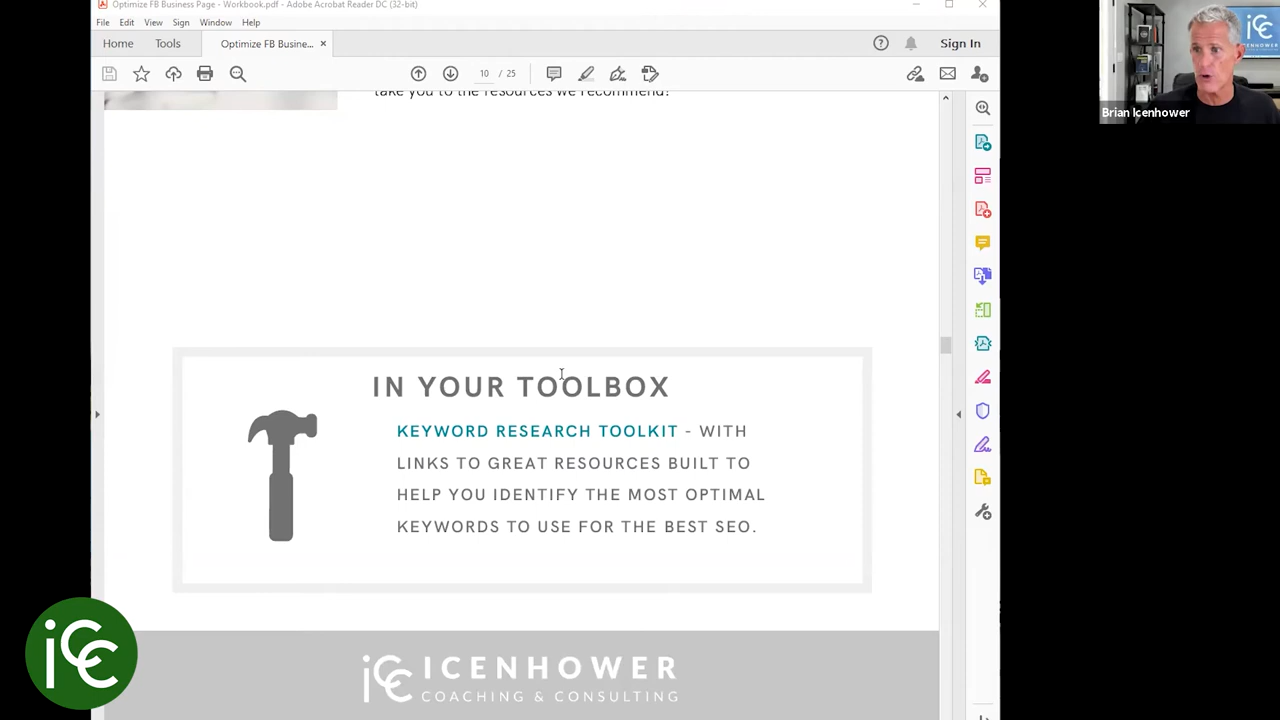 Optimize FB Business Page - Workbook.pdf - Adobe Acrobat Reader DC (32-bit)
File Edit View Sign Window Help
Home Tools Optimize FB Busine... × Sign In
10 / 25
take you to the resources we recommend!
Brian Icenhower
IN YOUR TOOLBOX
KEYWORD RESEARCH TOOLKIT - WITH
LINKS TO GREAT RESOURCES BUILT TO
HELP YOU IDENTIFY THE MOST OPTIMAL
KEYWORDS TO USE FOR THE BEST SEO.
iCC ICENHOWER
COACHING & CONSULTING
iCC